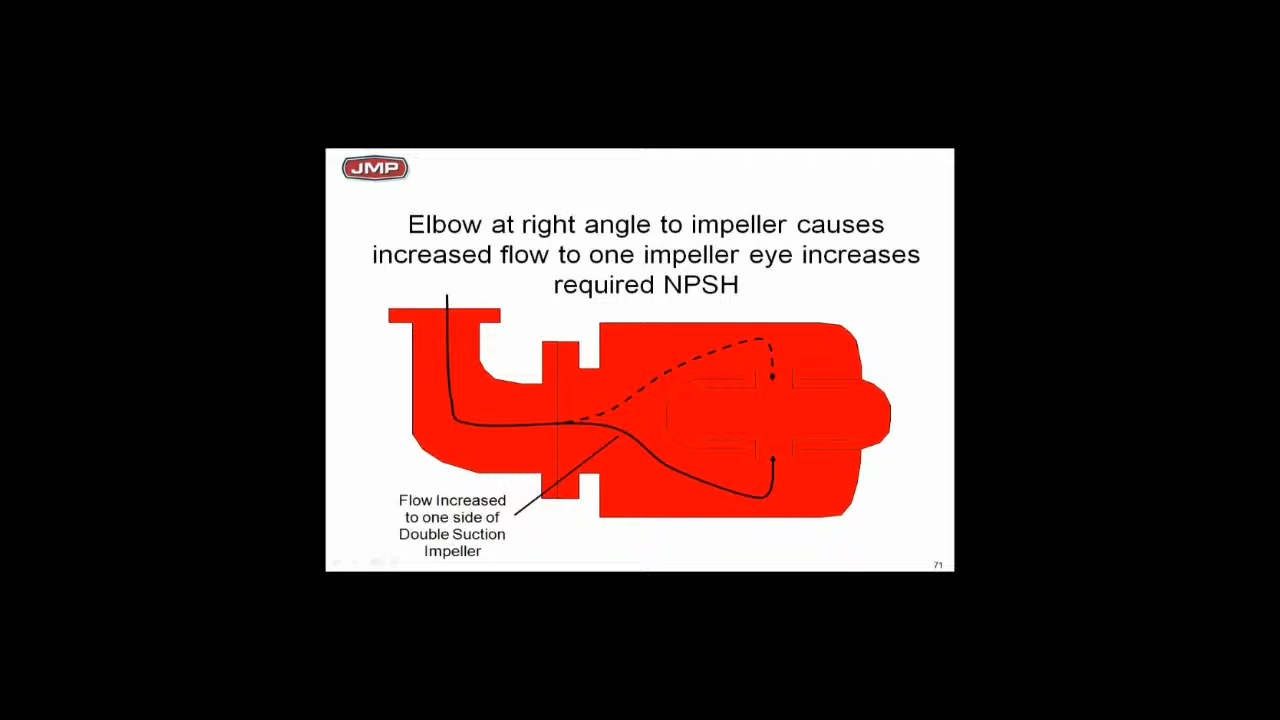 JMP
Elbow at right angle to impeller causes
increased flow to one impeller eye increases
required NPSH
Flow Increased
to one side of
Double Suction
Impeller
71